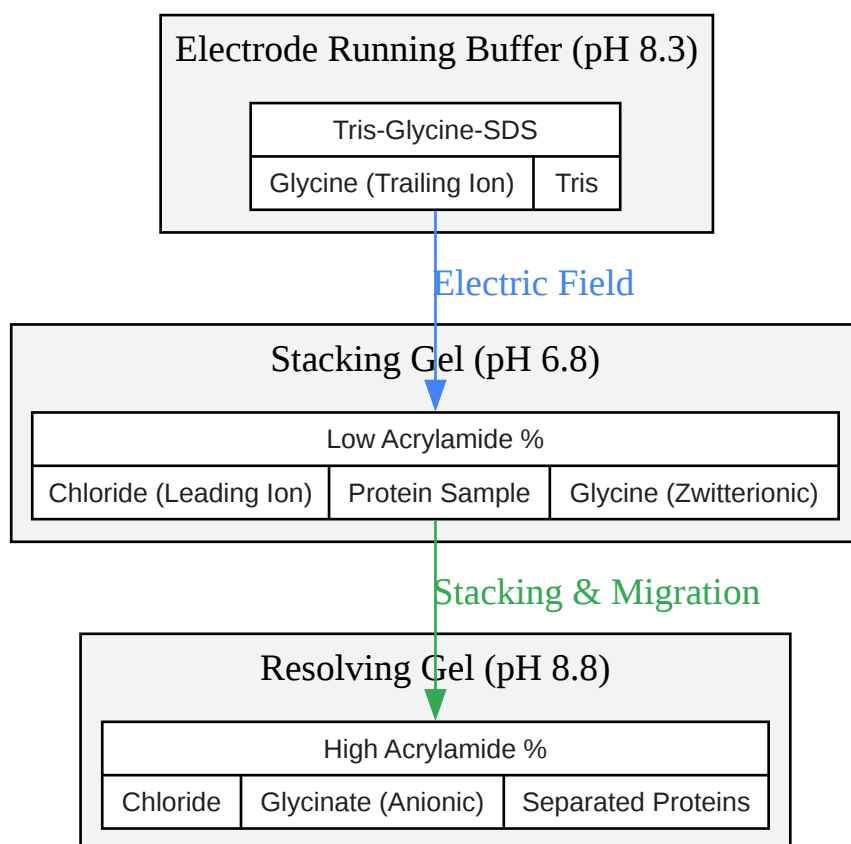 Electrode Running Buffer (pH 8.3)
Tris-Glycine-SDS
Glycine (Trailing Ion) Tris
Electric Field
Stacking Gel (pH 6.8)
Low Acrylamide %
Chloride (Leading Ion) Protein Sample Glycine (Zwitterionic)
Stacking & Migration
Resolving Gel (pH 8.8)
High Acrylamide %
Chloride Glycinate (Anionic) Separated Proteins